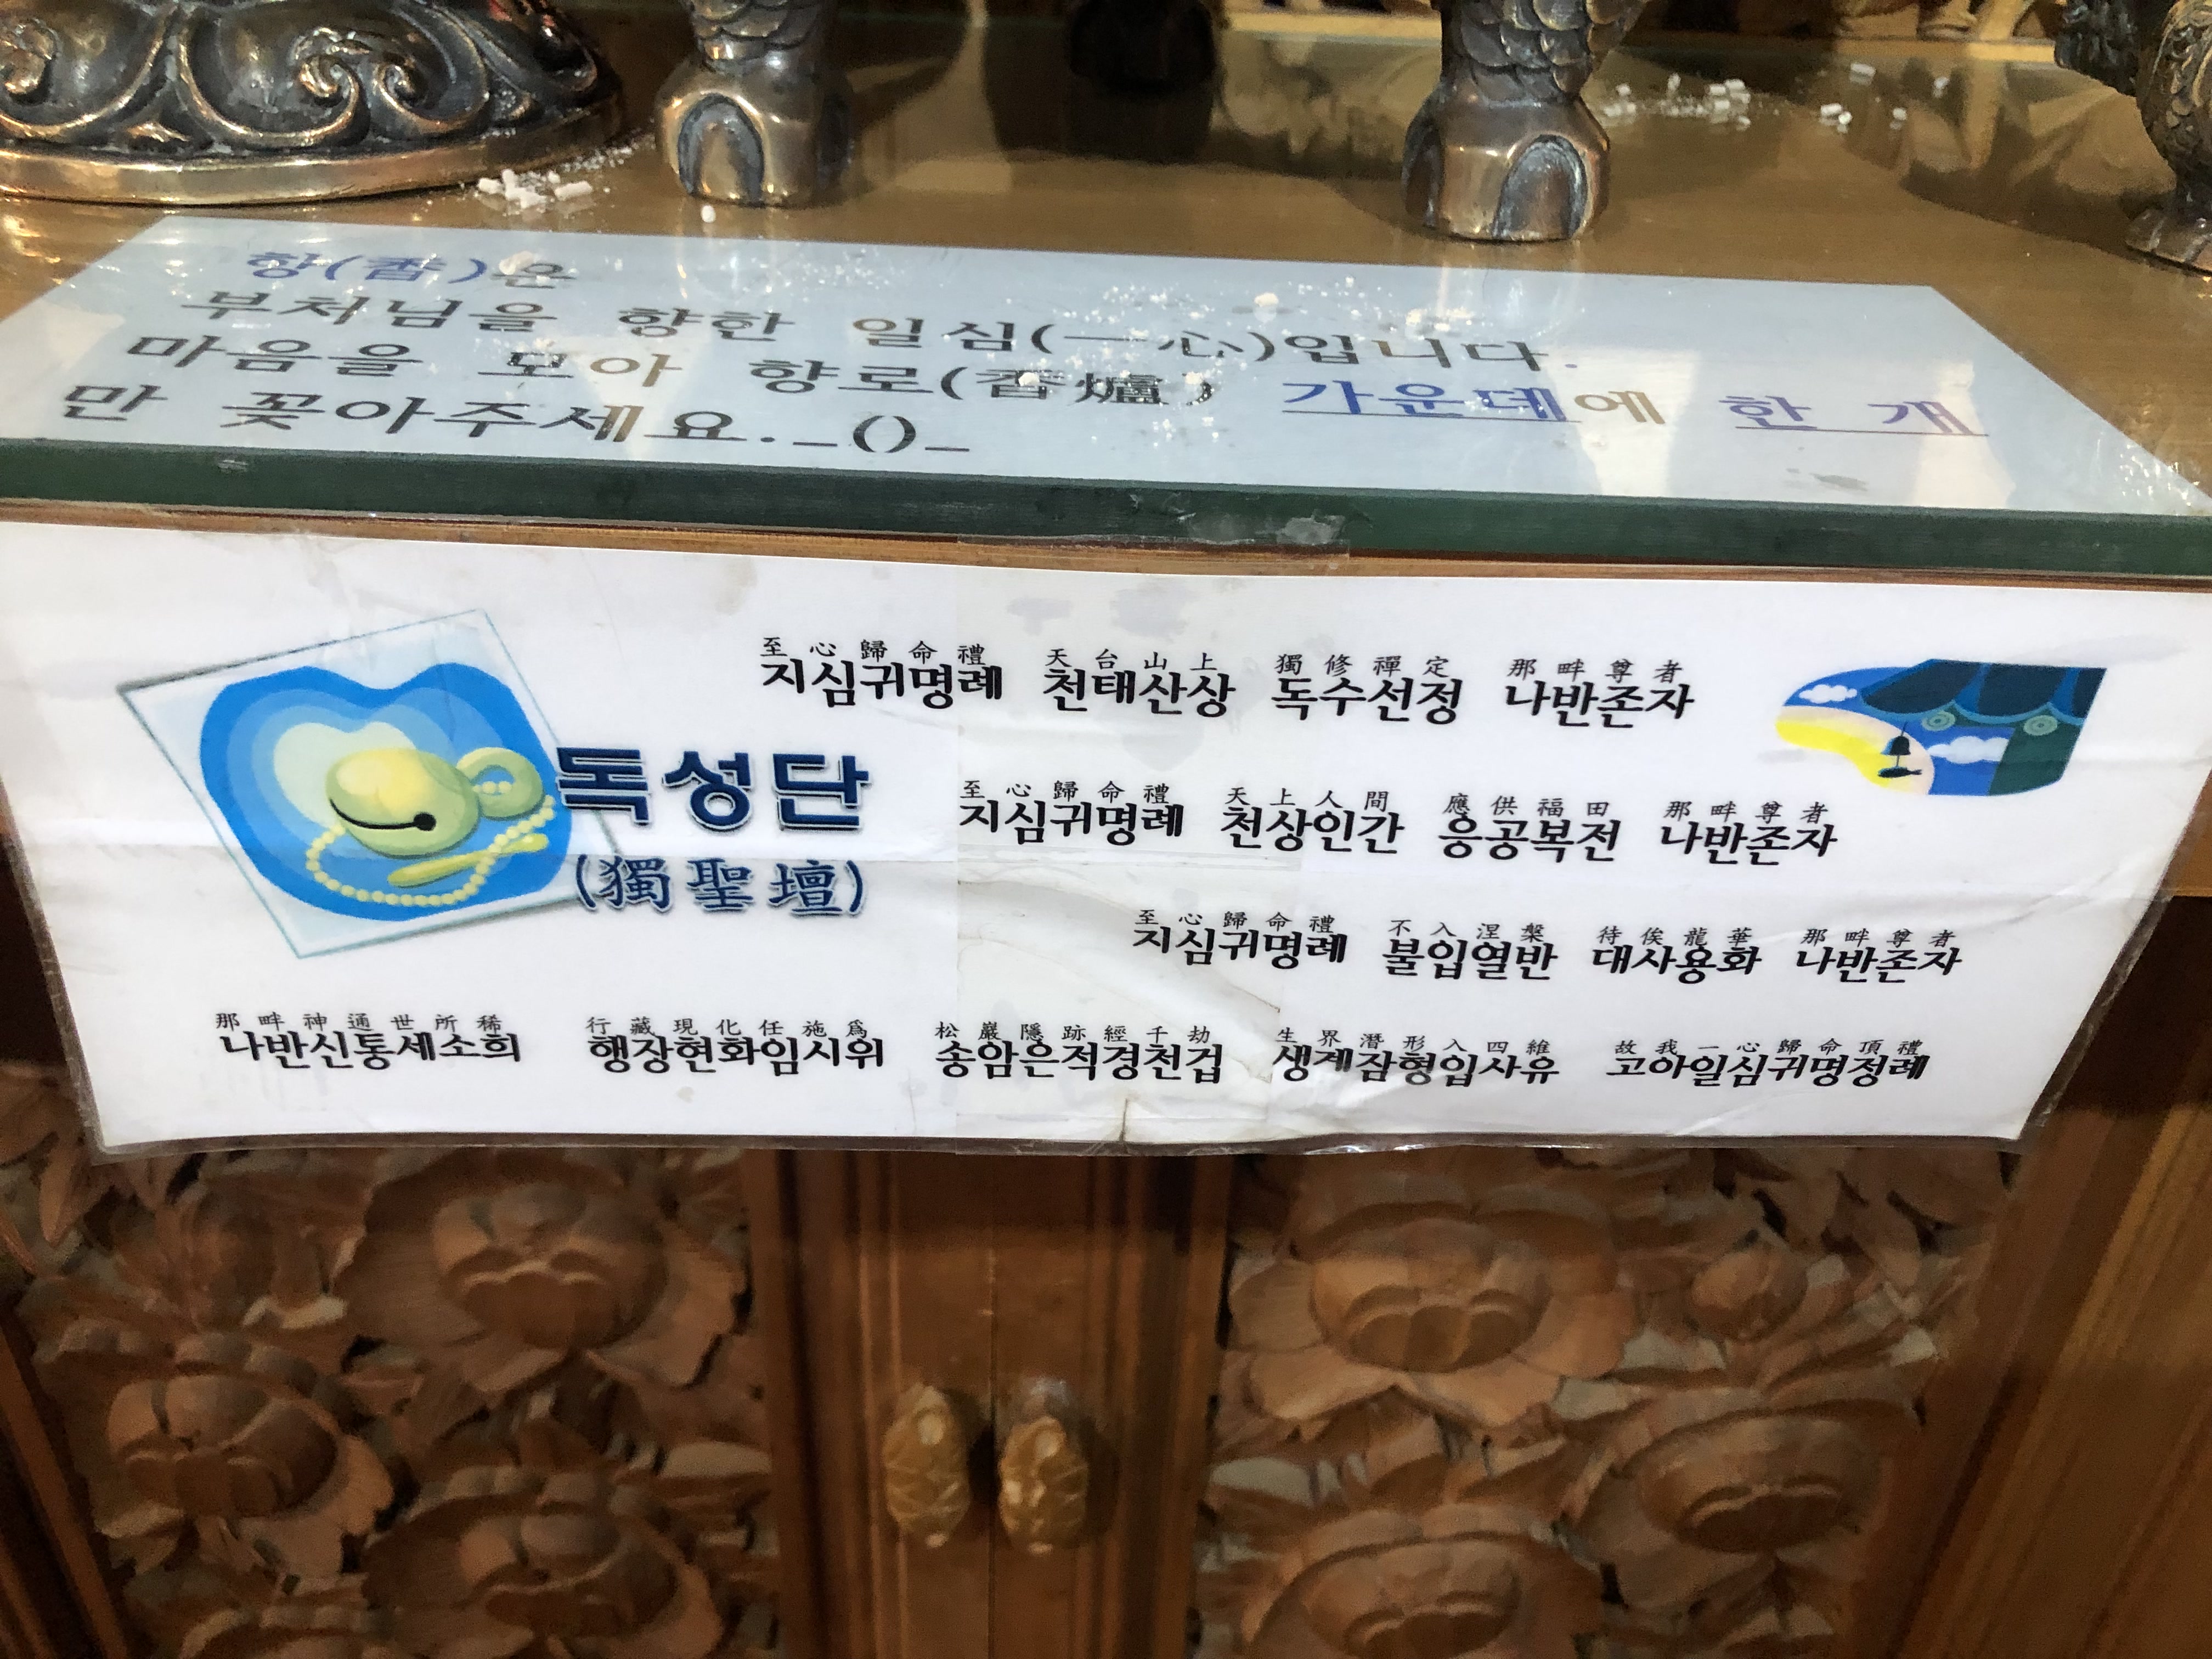 향(香)은
부처님을 향한 일심(一心)입니다.
마음을 모아 향로(香爐) 가운데에 한 개
만 꽂아주세요._()_
至心歸命禮 天台山上 獨修禪定 那畔尊者
지심귀명례 천태산상 독수선정 나반존자
독성단
(獨聖壇)
至心歸命禮 天上人間 應供福田 那畔尊者
지심귀명례 천상인간 응공복전 나반존자
至心歸命禮 不入涅槃 待俟龍華 那畔尊者
지심귀명례 불입열반 대사용화 나반존자
那畔神通世所稀 行藏現化任施爲 松巖隱跡經千劫 生界潛形入四維 故我一心歸命頂禮
나반신통세소희 행장현화임시위 송암은적경천겁 생계잠형입사유 고아일심귀명정례